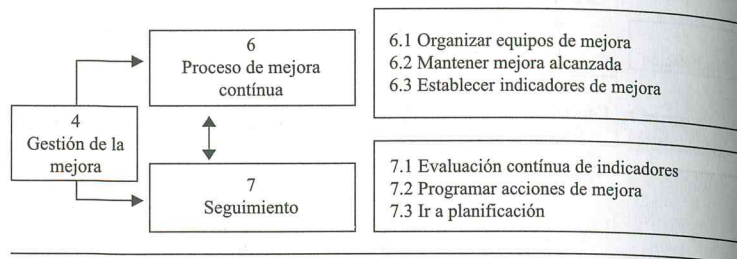 4
Gestión de la
mejora
6
Proceso de mejora
contínua
6.1 Organizar equipos de mejora
6.2 Mantener mejora alcanzada
6.3 Establecer indicadores de mejora
7
Seguimiento
7.1 Evaluación contínua de indicadores
7.2 Programar acciones de mejora
7.3 Ir a planificación